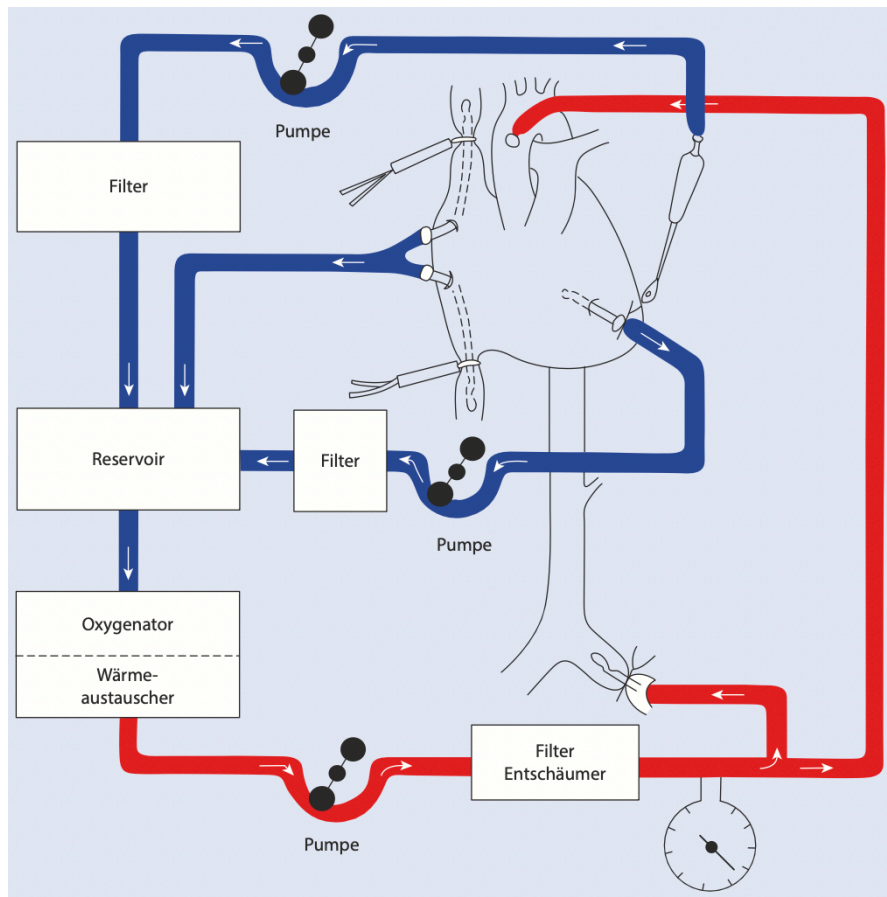 Pumpe
Filter
Reservoir
Filter
Pumpe
Oxygenator
Wärme-
austauscher
Filter
Entschäumer
Pumpe